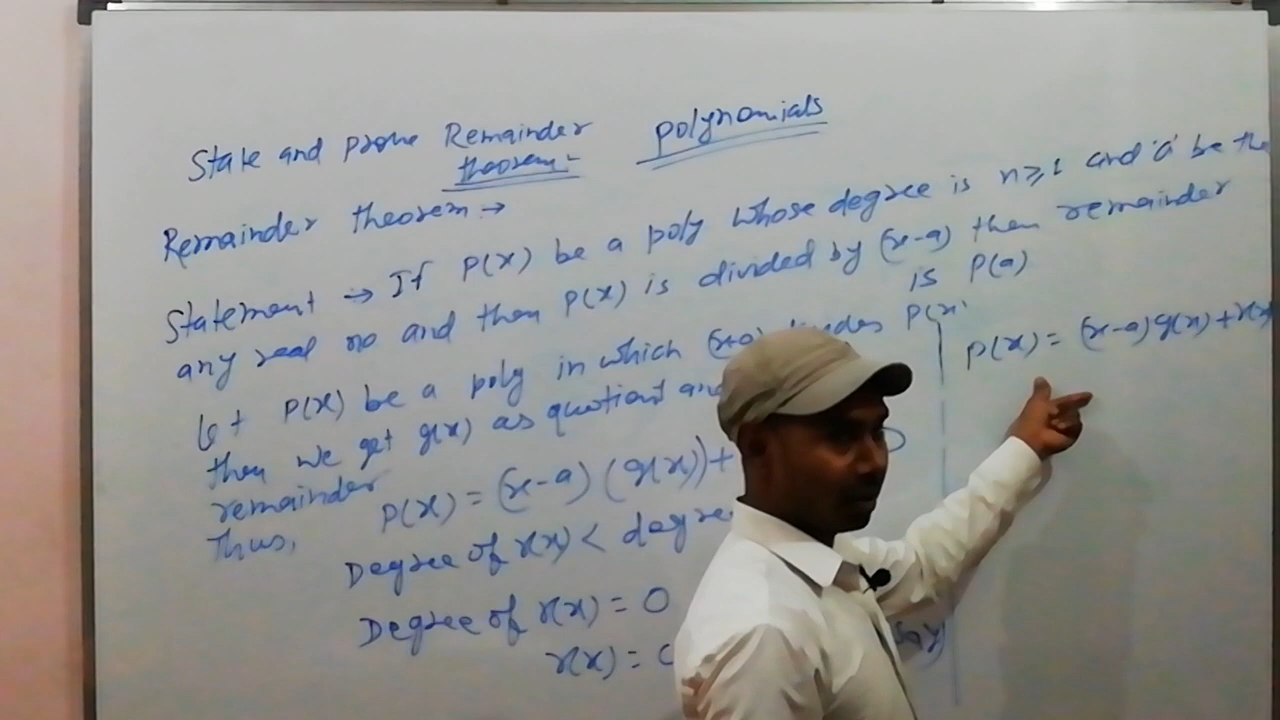 State and prove Remainder theorem:-
polynomials
Remainder theorem →
Statement → If P(x) be a poly whose degree is n≥1 and 'a' be the
any real no and then P(x) is divided by (x-a) then remainder
is P(a)
Let P(x) be a poly in which (x-a) divides P(x)
then we get g(x) as quotient and
remainder
thus, P(x) = (x-a) (g(x)) +
Degree of r(x) < degree
Degree of r(x) = 0
r(x) = c say)
P(x) = (x-a) g(x) + r(x)